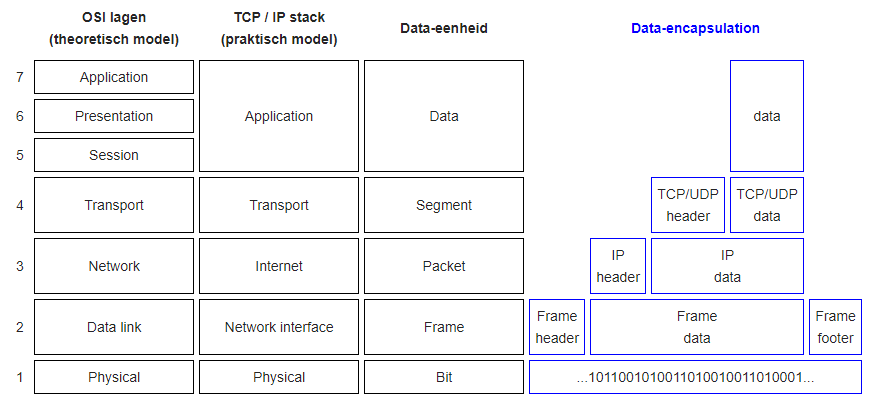 OSI lagen
(theoretisch model)
TCP / IP stack
(praktisch model)
Data-eenheid
Data-encapsulation
7
Application
6
Presentation
5
Session
Application
Data
data
4
Transport
Transport
Segment
TCP/UDP
header
TCP/UDP
data
3
Network
Internet
Packet
IP
header
IP
data
2
Data link
Network interface
Frame
Frame
header
Frame
data
Frame
footer
1
Physical
Physical
Bit
...1011001010011010010011010001...